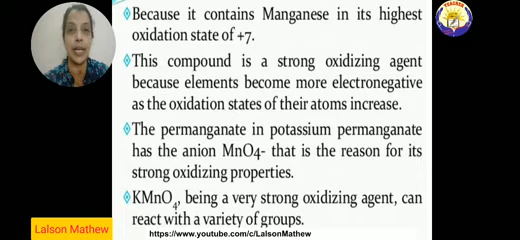 Because it contains Manganese in its highest
oxidation state of +7.
This compound is a strong oxidizing agent
because elements become more electronegative
as the oxidation states of their atoms increase.
The permanganate in potassium permanganate
has the anion MnO4- that is the reason for its
strong oxidizing properties.
KMnO4, being a very strong oxidizing agent, can
react with a variety of groups.
Lalson Mathew
https://www.youtube.com/c/LalsonMathew